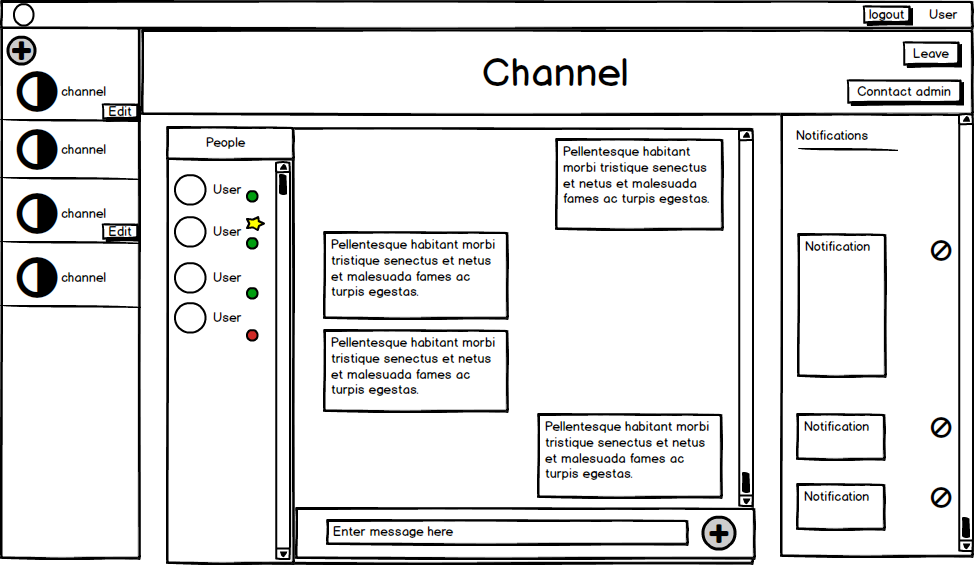 logout User
Channel
Leave
Conntact admin
channel
Edit
channel
channel
Edit
channel
People
User
User
User
User
Pellentesque habitant
morbi tristique senectus
et netus et malesuada
fames ac turpis egestas.
Pellentesque habitant morbi
tristique senectus et netus
et malesuada fames ac
turpis egestas.
Pellentesque habitant morbi
tristique senectus et netus
et malesuada fames ac
turpis egestas.
Pellentesque habitant morbi
tristique senectus et netus
et malesuada fames ac
turpis egestas.
Enter message here
Notifications
Notification
Notification
Notification